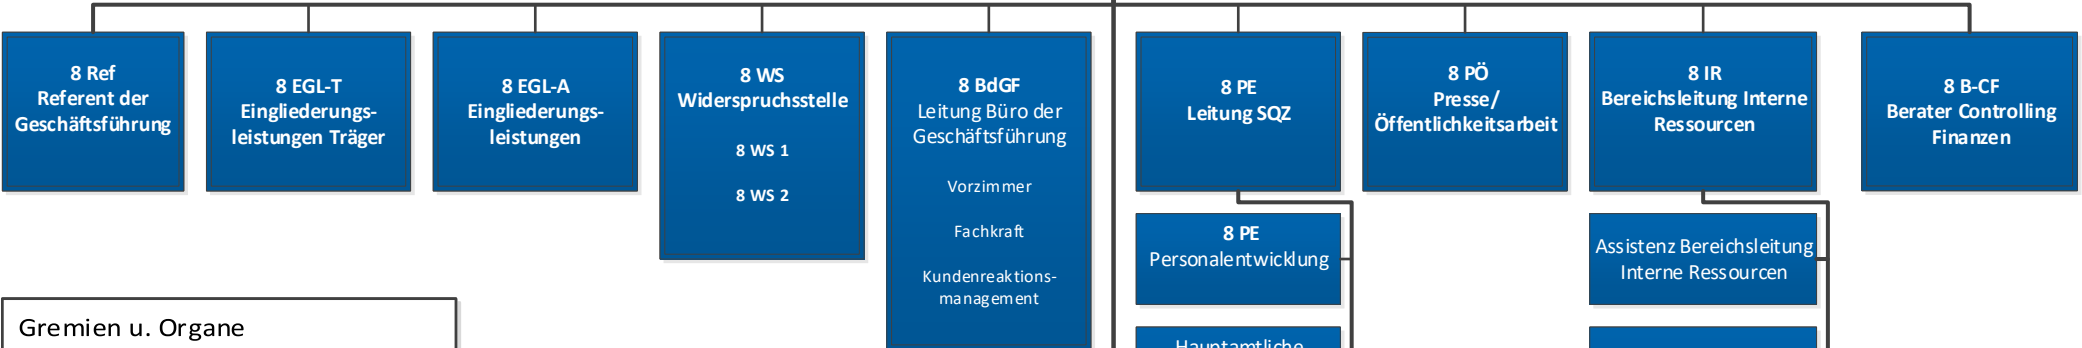 8 Ref
Referent der
Geschäftsführung
8 EGL-T
Eingliederungs-
leistungen Träger
8 EGL-A
Eingliederungs-
leistungen
8 WS
Widerspruchsstelle
8 WS 1
8 WS 2
8 BdGF
Leitung Büro der
Geschäftsführung
Vorzimmer
Fachkraft
Kundenreaktions-
management
8 PE
Leitung SQZ
8 PÖ
Presse/
Öffentlichkeitsarbeit
8 IR
Bereichsleitung Interne
Ressourcen
8 B-CF
Berater Controlling
Finanzen
8 PE
Personalentwicklung
Assistenz Bereichsleitung
Interne Ressourcen
Gremien u. Organe
Hauptamtliche